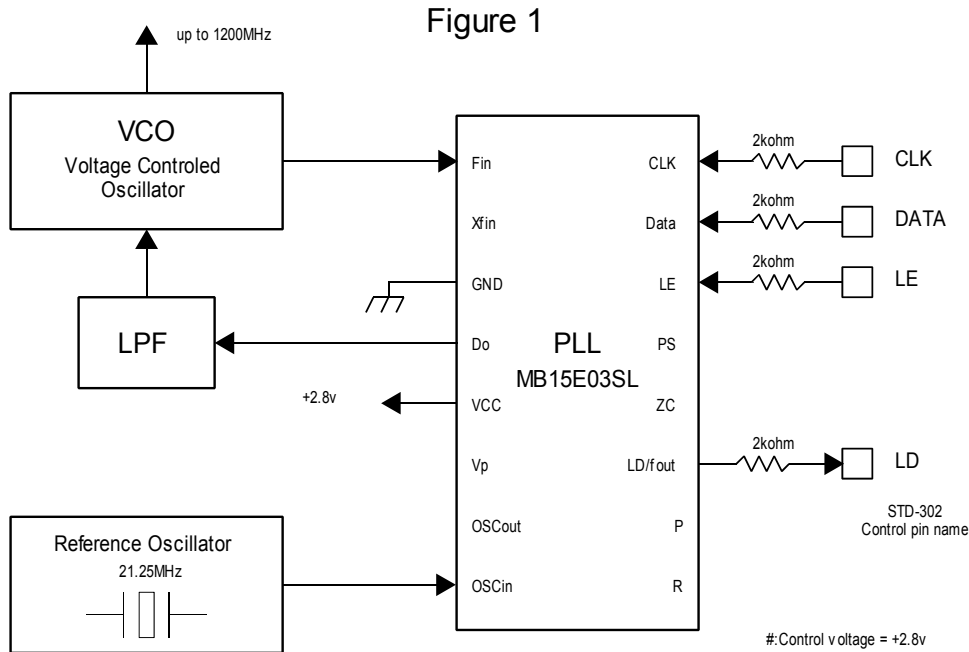 Figure 1
up to 1200MHz
VCO
Voltage Controled
Oscillator
LPF
+2.8v
Reference Oscillator
21.25MHz
Fin
Xfin
GND
Do
VCC
Vp
OSCout
OSCin
PLL
MB15E03SL
CLK
Data
LE
PS
ZC
LD/fout
P
R
2kohm
CLK
2kohm
DATA
2kohm
LE
2kohm
LD
STD-302
Control pin name
#:Control voltage = +2.8v